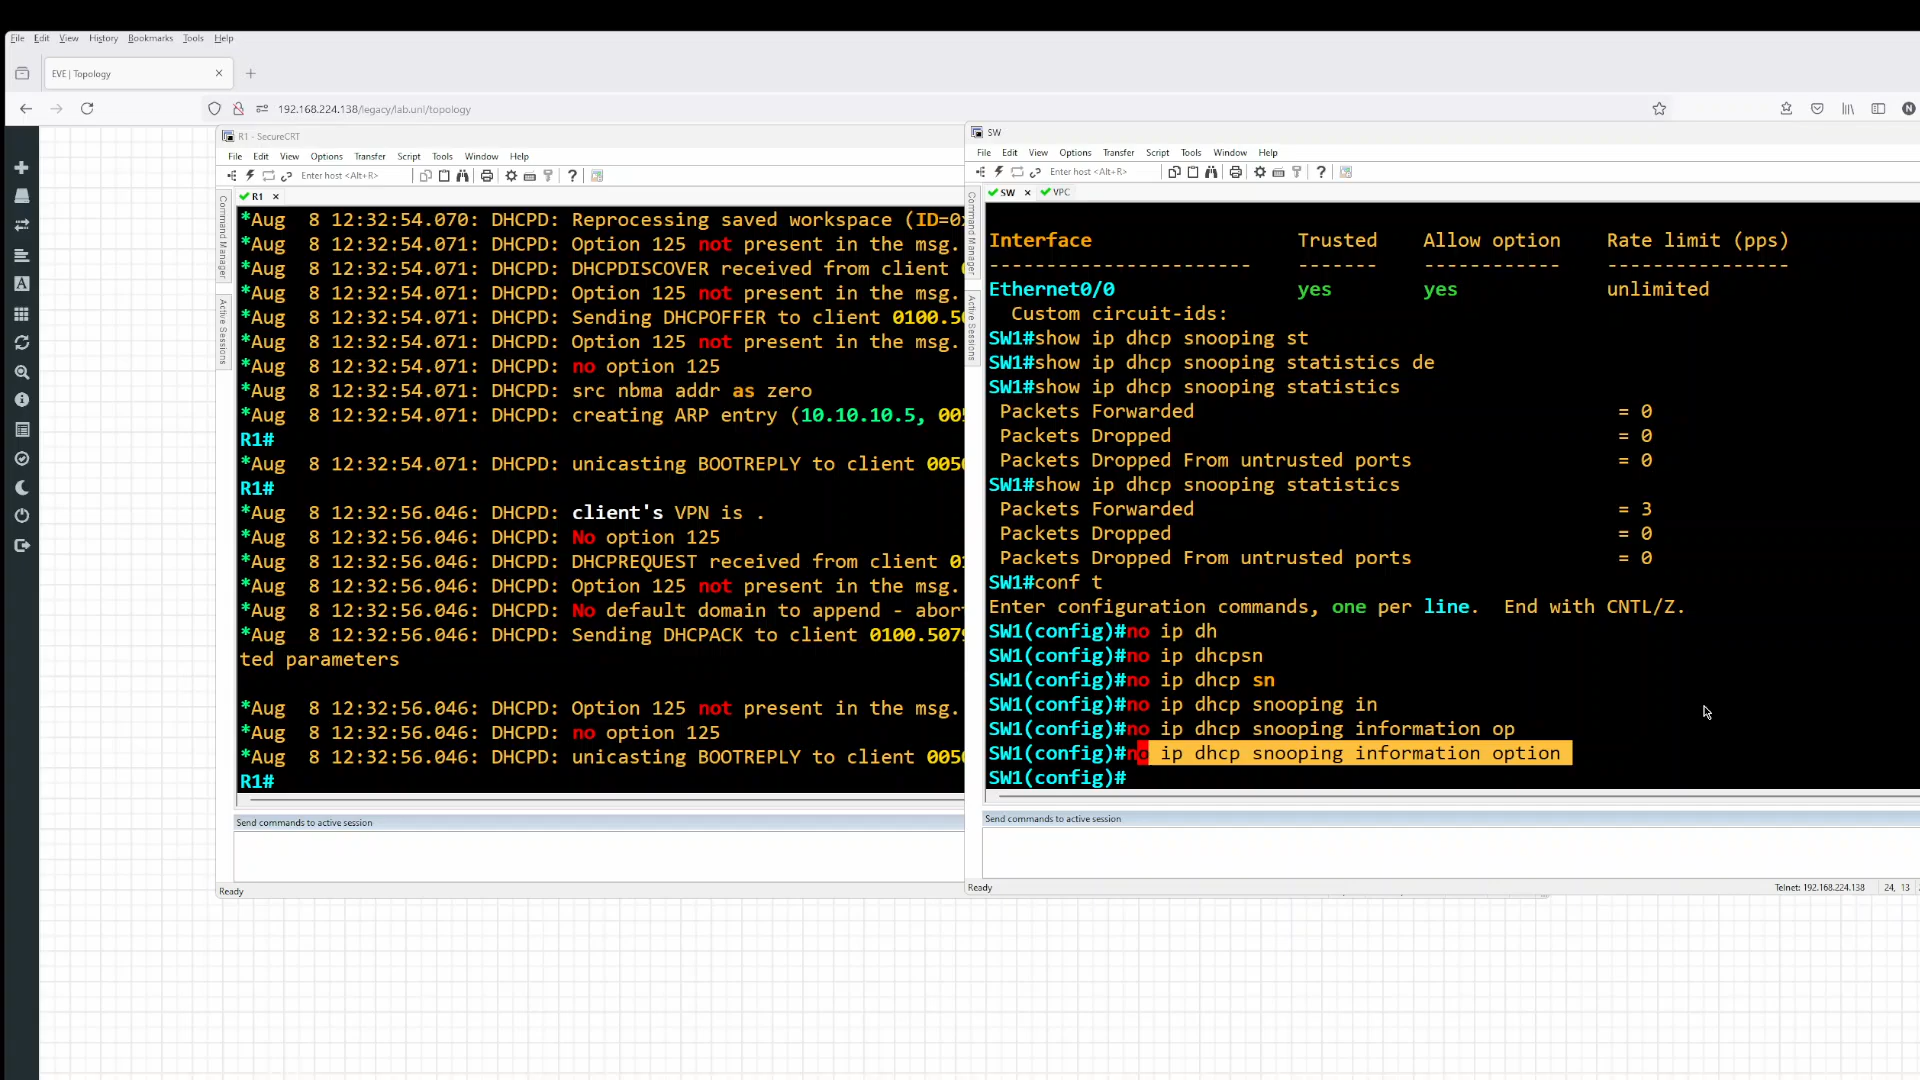 File Edit View History Bookmarks Tools Help
EVE | Topology
192.168.224.138/legacy/lab.unl/topology
N
R1 - SecureCRT
File Edit View Options Transfer Script Tools Window Help
Enter host <Alt+R>
R1
Command Manager
Active Sessions
*Aug  8 12:32:54.070: DHCPD: Reprocessing saved workspace (ID=0
*Aug  8 12:32:54.071: DHCPD: Option 125 not present in the msg.
*Aug  8 12:32:54.071: DHCPD: DHCPDISCOVER received from client
*Aug  8 12:32:54.071: DHCPD: Option 125 not present in the msg.
*Aug  8 12:32:54.071: DHCPD: Sending DHCPOFFER to client 0100.50
*Aug  8 12:32:54.071: DHCPD: Option 125 not present in the msg.
*Aug  8 12:32:54.071: DHCPD: no option 125
*Aug  8 12:32:54.071: DHCPD: src nbma addr as zero
*Aug  8 12:32:54.071: DHCPD: creating ARP entry (10.10.10.5, 005
R1#
*Aug  8 12:32:54.071: DHCPD: unicasting BOOTREPLY to client 005
R1#
*Aug  8 12:32:56.046: DHCPD: client's VPN is .
*Aug  8 12:32:56.046: DHCPD: No option 125
*Aug  8 12:32:56.046: DHCPD: DHCPREQUEST received from client 0
*Aug  8 12:32:56.046: DHCPD: Option 125 not present in the msg.
*Aug  8 12:32:56.046: DHCPD: No default domain to append - abor
*Aug  8 12:32:56.046: DHCPD: Sending DHCPACK to client 0100.5079
ted parameters
*Aug  8 12:32:56.046: DHCPD: Option 125 not present in the msg.
*Aug  8 12:32:56.046: DHCPD: no option 125
*Aug  8 12:32:56.046: DHCPD: unicasting BOOTREPLY to client 005
R1#
Send commands to active session
Ready
SW
File Edit View Options Transfer Script Tools Window Help
Enter host <Alt+R>
SW VPC
Command Manager
Active Sessions
Interface Trusted Allow option Rate limit (pps)
----------------------- ------- ------------ ----------------
Ethernet0/0 yes yes unlimited
Custom circuit-ids:
SW1#show ip dhcp snooping st
SW1#show ip dhcp snooping statistics de
SW1#show ip dhcp snooping statistics
Packets Forwarded = 0
Packets Dropped = 0
Packets Dropped From untrusted ports = 0
SW1#show ip dhcp snooping statistics
Packets Forwarded = 3
Packets Dropped = 0
Packets Dropped From untrusted ports = 0
SW1#conf t
Enter configuration commands, one per line.  End with CNTL/Z.
SW1(config)#no ip dh
SW1(config)#no ip dhcpsn
SW1(config)#no ip dhcp sn
SW1(config)#no ip dhcp snooping in
SW1(config)#no ip dhcp snooping information op
SW1(config)#no ip dhcp snooping information option
SW1(config)#
Send commands to active session
Ready
Telnet: 192.168.224.138 24, 13